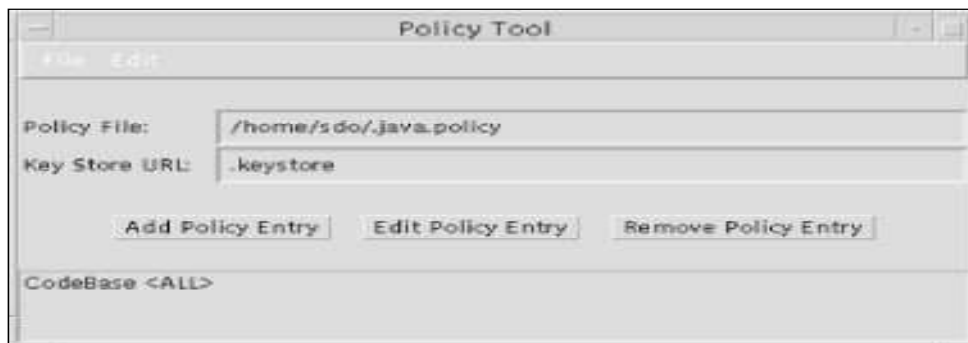 Policy Tool
File Edit
Policy File: /home/sdo/.java.policy
Key Store URL: .keystore
Add Policy Entry Edit Policy Entry Remove Policy Entry
CodeBase <ALL>